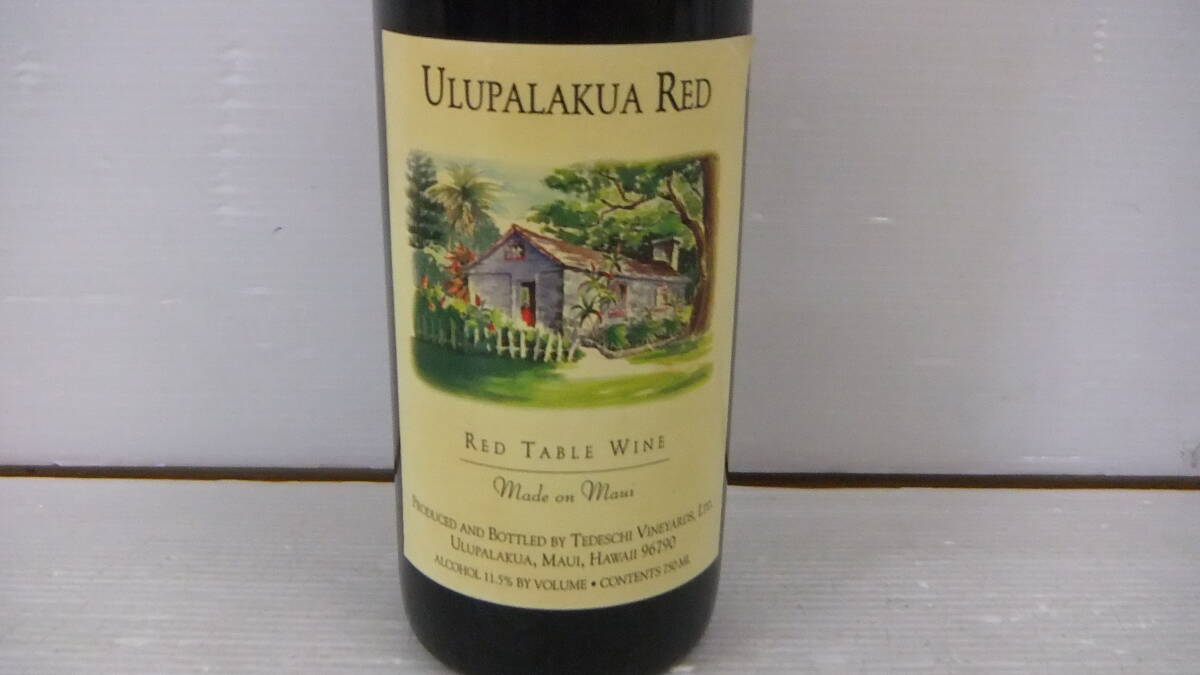 ULUPALAKUA RED
RED TABLE WINE
Made on Maui
PRODUCED AND BOTTLED BY TEDESCHI VINEYARDS, LTD.
ULUPALAKUA, MAUI, HAWAII 96790
ALCOHOL 11.5% BY VOLUME • CONTENTS 750 ML